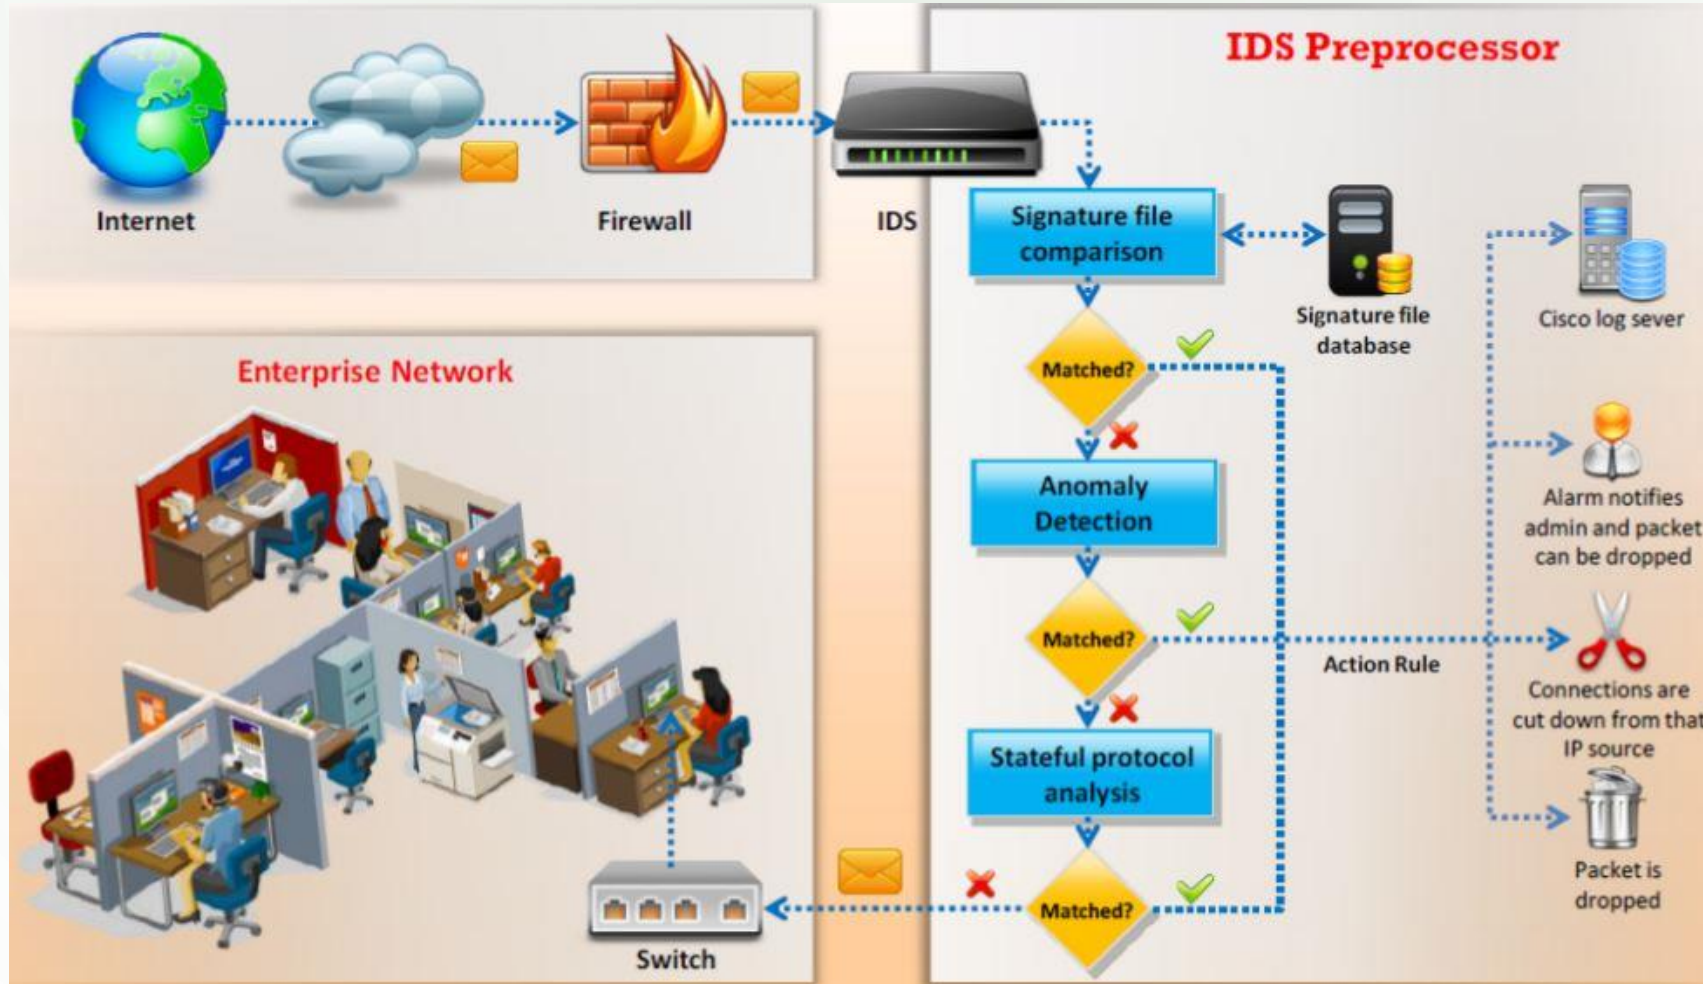 IDS Preprocessor
Internet
Firewall
IDS
Signature file
comparison
Signature file
database
Cisco log sever
Matched?
Enterprise Network
Anomaly
Detection
Alarm notifies
admin and packet
can be dropped
Matched?
Action Rule
Connections are
cut down from that
IP source
Stateful protocol
analysis
Matched?
Packet is
dropped
Switch